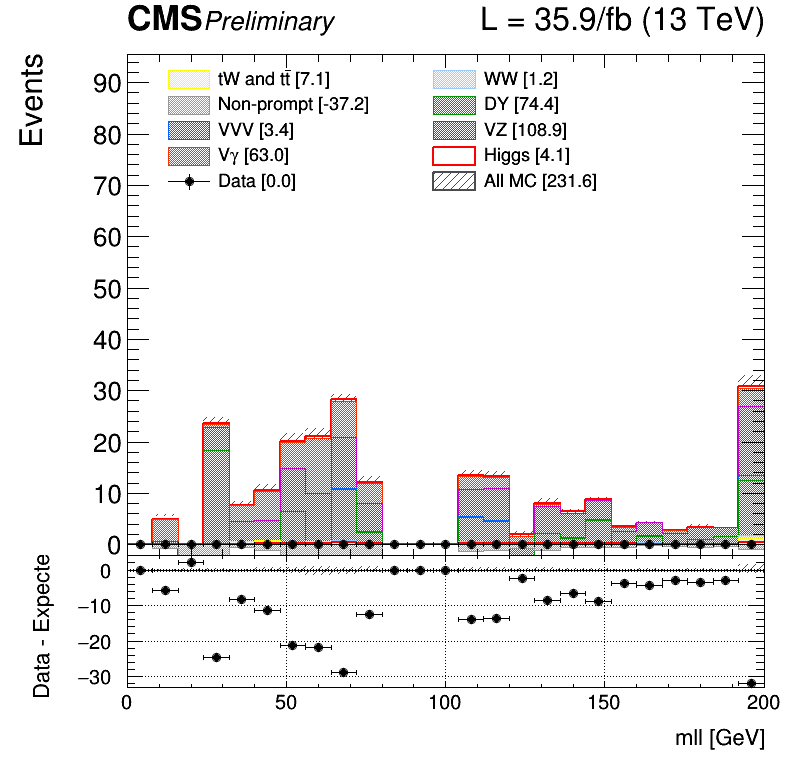 CMS Preliminary L = 35.9/fb (13 TeV)
Events
tW and tt̄ [7.1] WW [1.2]
Non-prompt [-37.2] DY [74.4]
VVV [3.4] VZ [108.9]
Vγ [63.0] Higgs [4.1]
Data [0.0] All MC [231.6]
90
80
70
60
50
40
30
20
10
0
Data - Expecte
0
−10
−20
−30
0 50 100 150 200
mll [GeV]